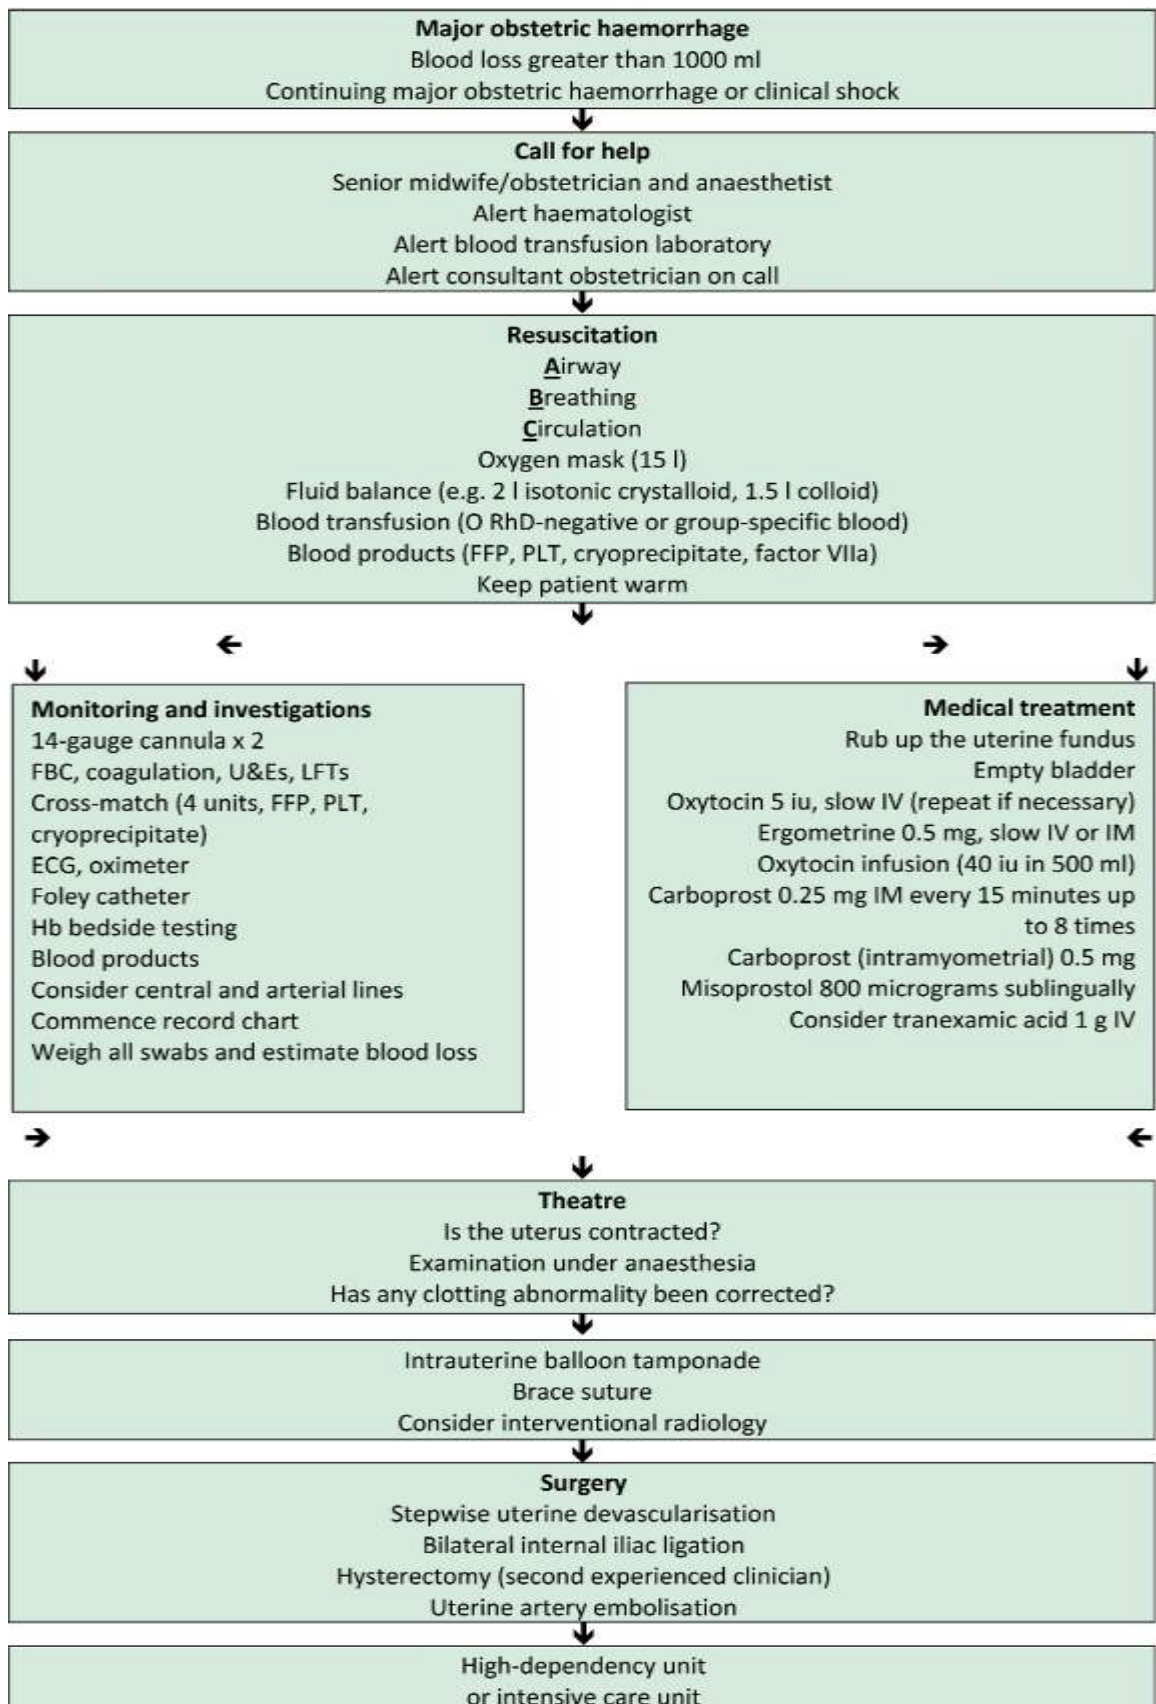 Major obstetric haemorrhage
Blood loss greater than 1000 ml
Continuing major obstetric haemorrhage or clinical shock
Call for help
Senior midwife/obstetrician and anaesthetist
Alert haematologist
Alert blood transfusion laboratory
Alert consultant obstetrician on call
Resuscitation
Airway
Breathing
Circulation
Oxygen mask (15 l)
Fluid balance (e.g. 2 l isotonic crystalloid, 1.5 l colloid)
Blood transfusion (O RhD-negative or group-specific blood)
Blood products (FFP, PLT, cryoprecipitate, factor VIIa)
Keep patient warm
Monitoring and investigations
14-gauge cannula x 2
FBC, coagulation, U&Es, LFTs
Cross-match (4 units, FFP, PLT,
cryoprecipitate)
ECG, oximeter
Foley catheter
Hb bedside testing
Blood products
Consider central and arterial lines
Commence record chart
Weigh all swabs and estimate blood loss
Medical treatment
Rub up the uterine fundus
Empty bladder
Oxytocin 5 iu, slow IV (repeat if necessary)
Ergometrine 0.5 mg, slow IV or IM
Oxytocin infusion (40 iu in 500 ml)
Carboprost 0.25 mg IM every 15 minutes up
to 8 times
Carboprost (intramyometrial) 0.5 mg
Misoprostol 800 micrograms sublingually
Consider tranexamic acid 1 g IV
Theatre
Is the uterus contracted?
Examination under anaesthesia
Has any clotting abnormality been corrected?
Intrauterine balloon tamponade
Brace suture
Consider interventional radiology
Surgery
Stepwise uterine devascularisation
Bilateral internal iliac ligation
Hysterectomy (second experienced clinician)
Uterine artery embolisation
High-dependency unit
or intensive care unit